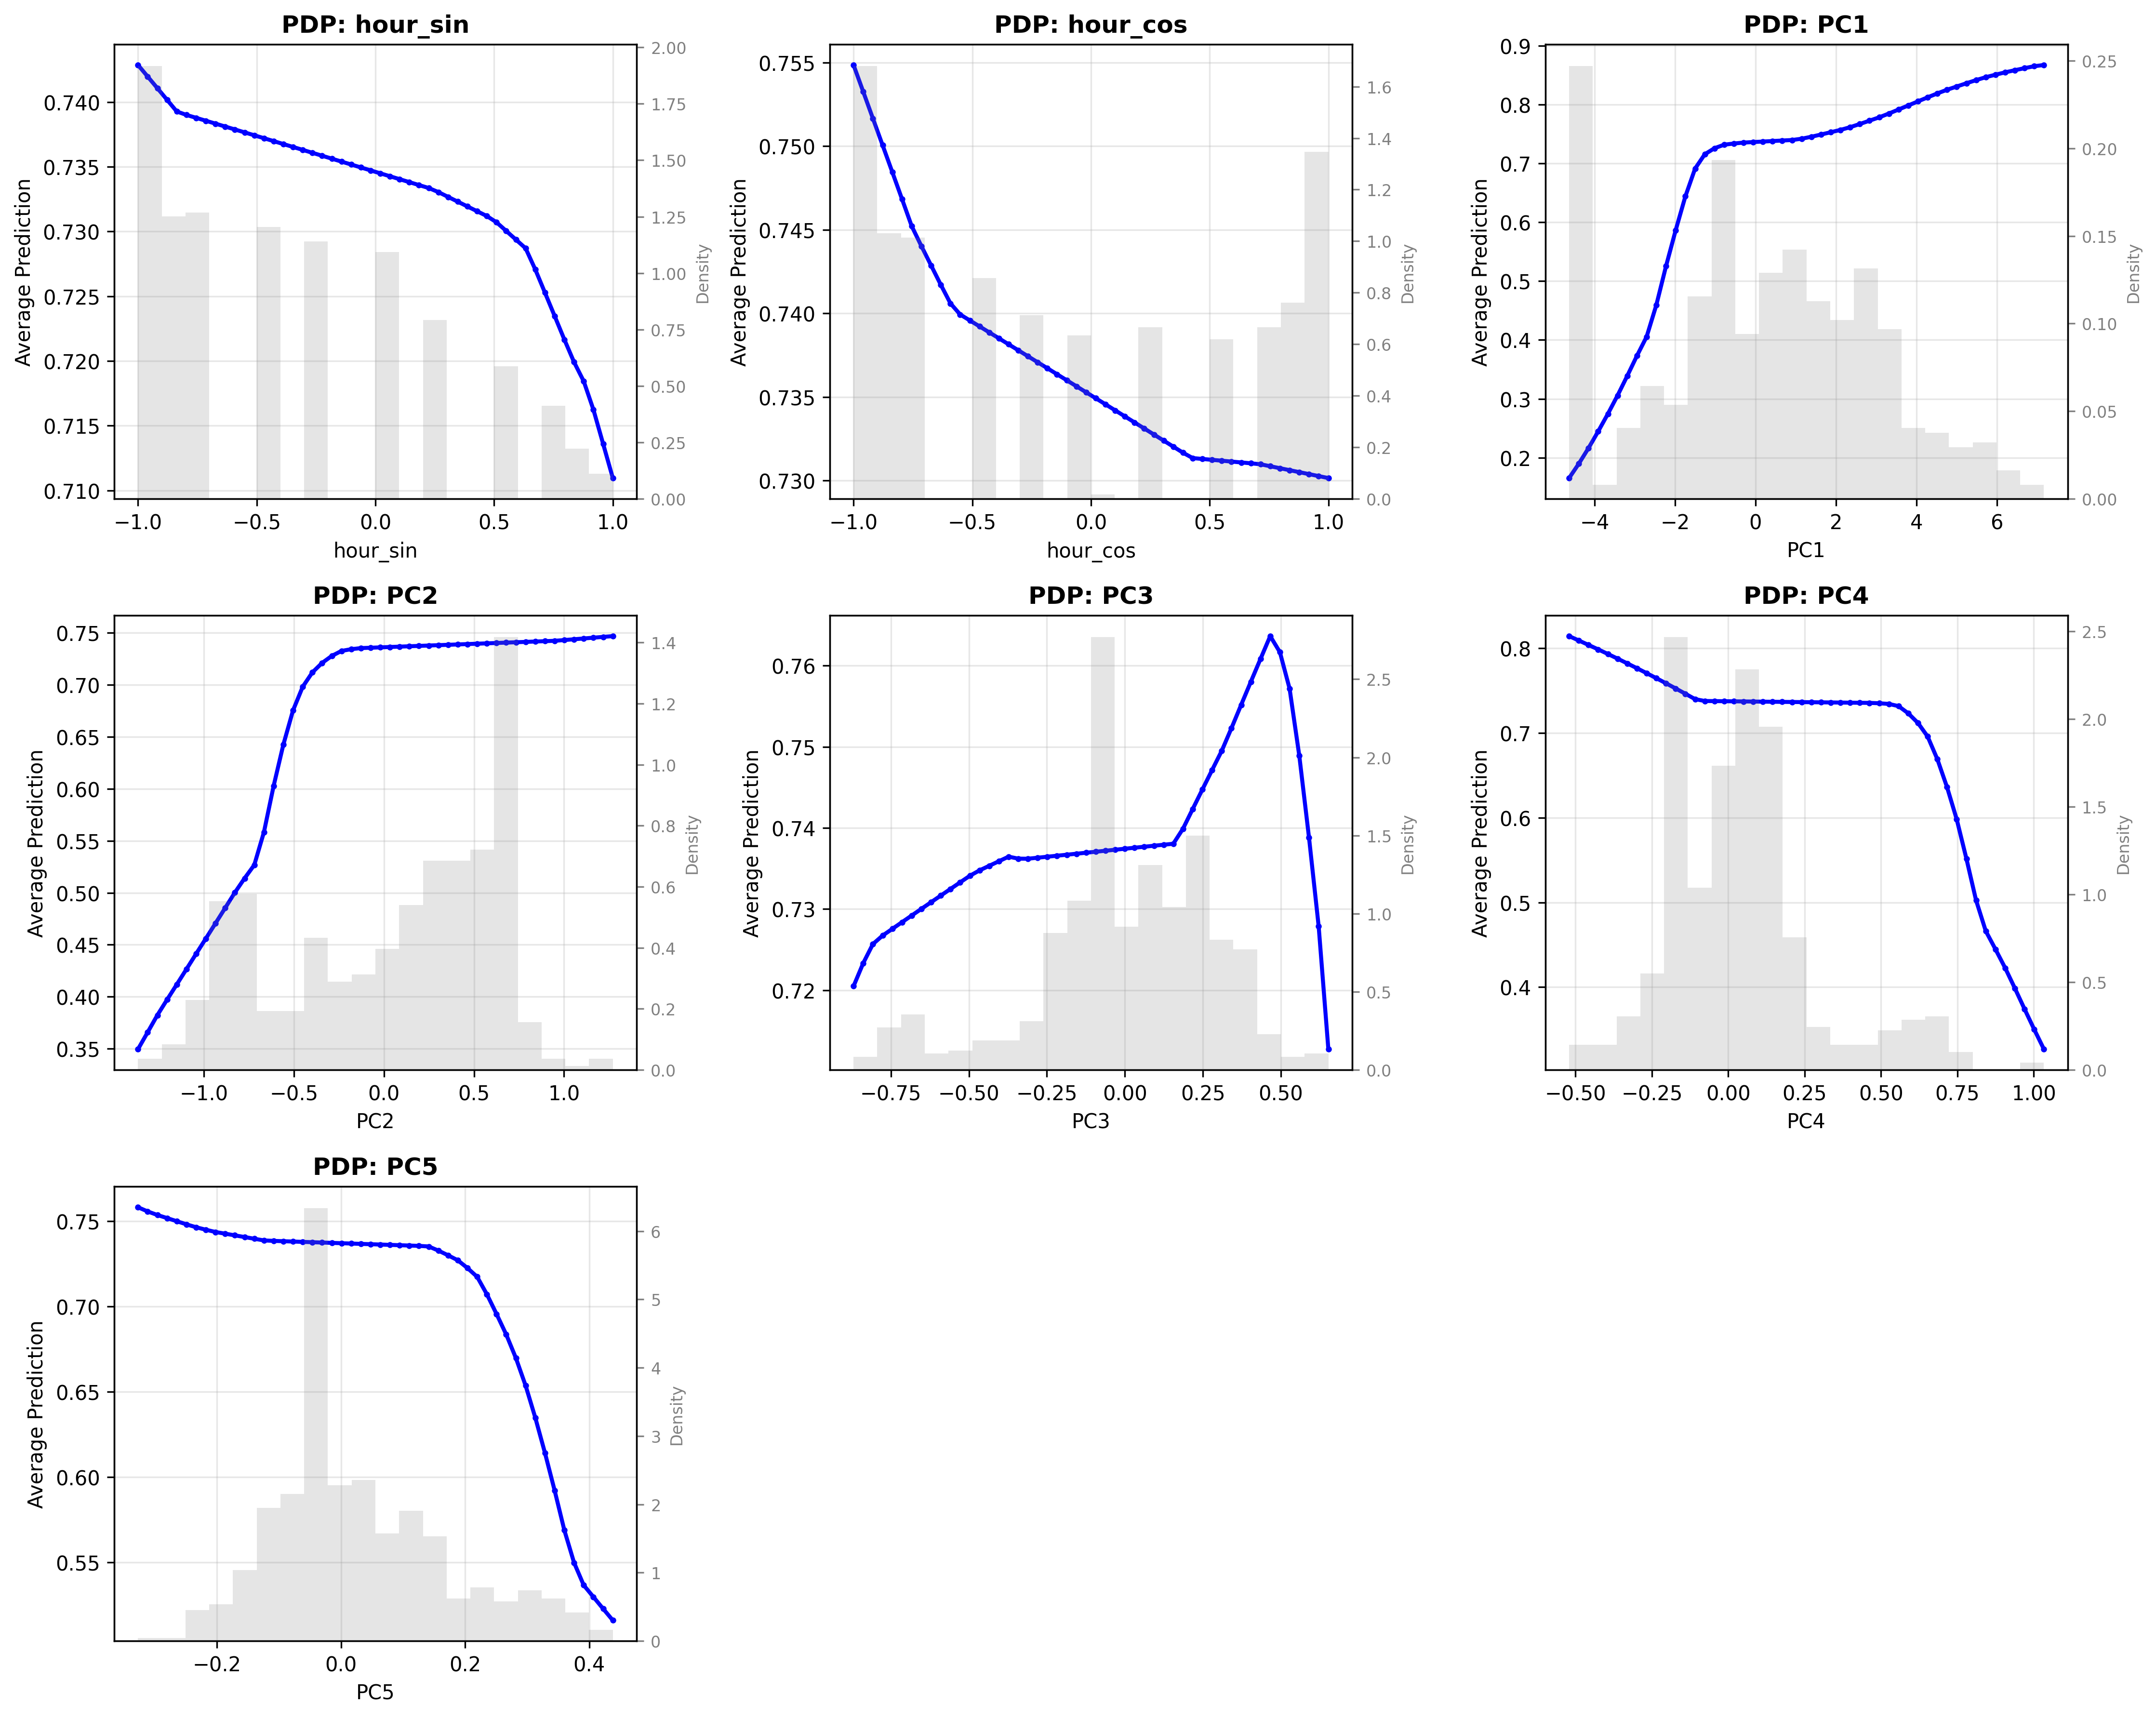 PDP: hour_sin
Average Prediction
0.740
0.735
0.730
0.725
0.720
0.715
0.710
2.00
1.75
1.50
1.25
1.00
0.75
0.50
0.25
0.00
Density
−1.0 −0.5 0.0 0.5 1.0
hour_sin
PDP: hour_cos
Average Prediction
0.755
0.750
0.745
0.740
0.735
0.730
1.6
1.4
1.2
1.0
0.8
0.6
0.4
0.2
0.0
Density
−1.0 −0.5 0.0 0.5 1.0
hour_cos
PDP: PC1
Average Prediction
0.9
0.8
0.7
0.6
0.5
0.4
0.3
0.2
0.25
0.20
0.15
0.10
0.05
0.00
Density
−4 −2 0 2 4 6
PC1
PDP: PC2
Average Prediction
0.75
0.70
0.65
0.60
0.55
0.50
0.45
0.40
0.35
1.4
1.2
1.0
0.8
0.6
0.4
0.2
0.0
Density
−1.0 −0.5 0.0 0.5 1.0
PC2
PDP: PC3
Average Prediction
0.76
0.75
0.74
0.73
0.72
2.5
2.0
1.5
1.0
0.5
0.0
Density
−0.75 −0.50 −0.25 0.00 0.25 0.50
PC3
PDP: PC4
Average Prediction
0.8
0.7
0.6
0.5
0.4
2.5
2.0
1.5
1.0
0.5
0.0
Density
−0.50 −0.25 0.00 0.25 0.50 0.75 1.00
PC4
PDP: PC5
Average Prediction
0.75
0.70
0.65
0.60
0.55
6
5
4
3
2
1
0
Density
−0.2 0.0 0.2 0.4
PC5